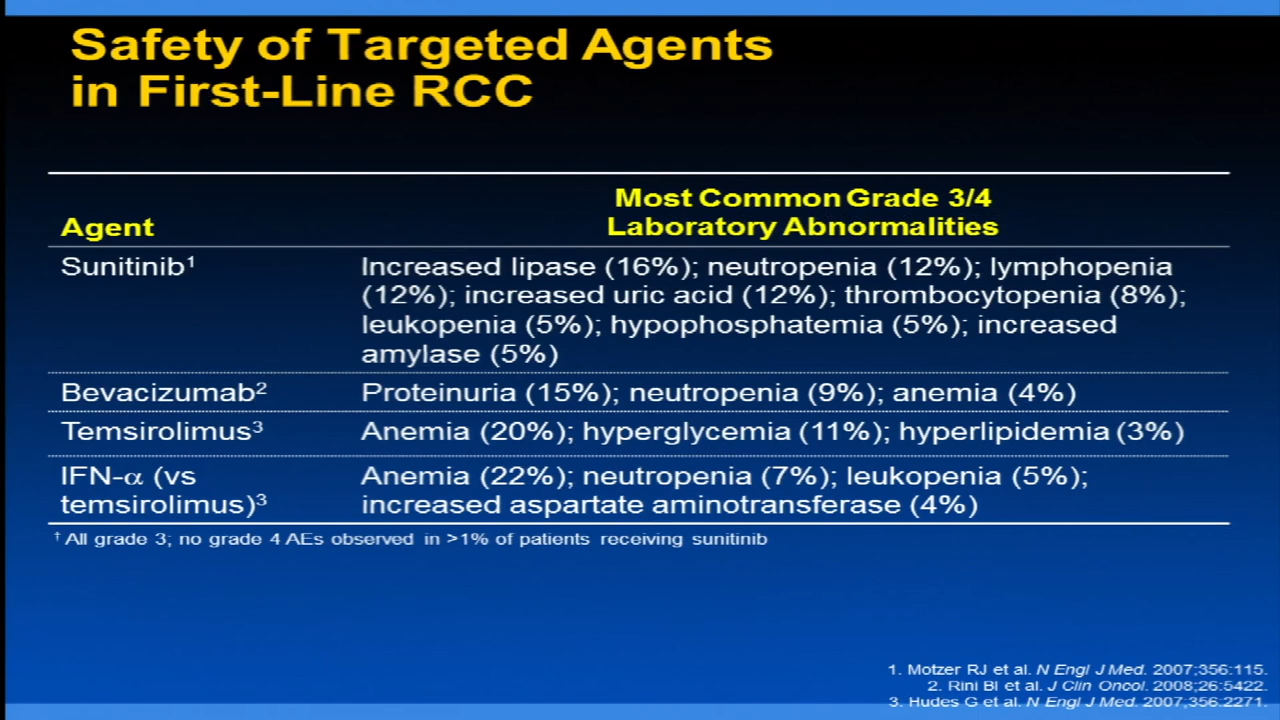 Safety of Targeted Agents
in First-Line RCC
Most Common Grade 3/4
Agent
Laboratory Abnormalities
Sunitinib¹
Increased lipase (16%); neutropenia (12%); lymphopenia
(12%); increased uric acid (12%); thrombocytopenia (8%);
leukopenia (5%); hypophosphatemia (5%); increased
amylase (5%)
Bevacizumab²
Proteinuria (15%); neutropenia (9%); anemia (4%)
Temsirolimus³
Anemia (20%); hyperglycemia (11%); hyperlipidemia (3%)
IFN-α (vs
temsirolimus)³
Anemia (22%); neutropenia (7%); leukopenia (5%);
increased aspartate aminotransferase (4%)
† All grade 3; no grade 4 AEs observed in >1% of patients receiving sunitinib
1. Motzer RJ et al. N Engl J Med. 2007;356:115.
2. Rini BI et al. J Clin Oncol. 2008;26:5422.
3. Hudes G et al. N Engl J Med. 2007,356:2271.